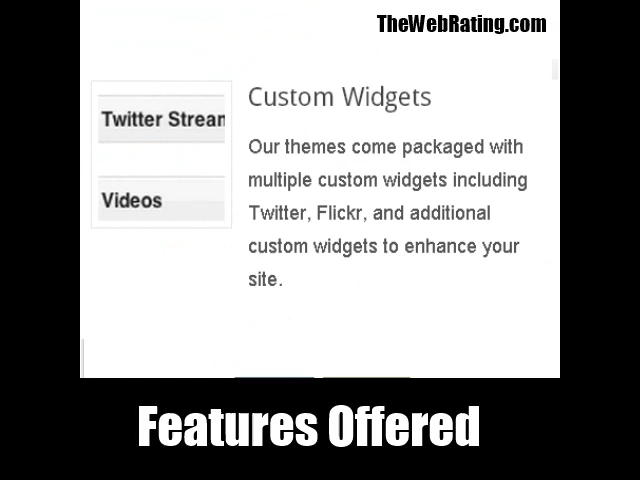 TheWebRating.com
Custom Widgets
Twitter Strear
Our themes come packaged with
multiple custom widgets including
Videos
Twitter, Flickr, and additional
custom widgets to enhance your
site.
Features Offered